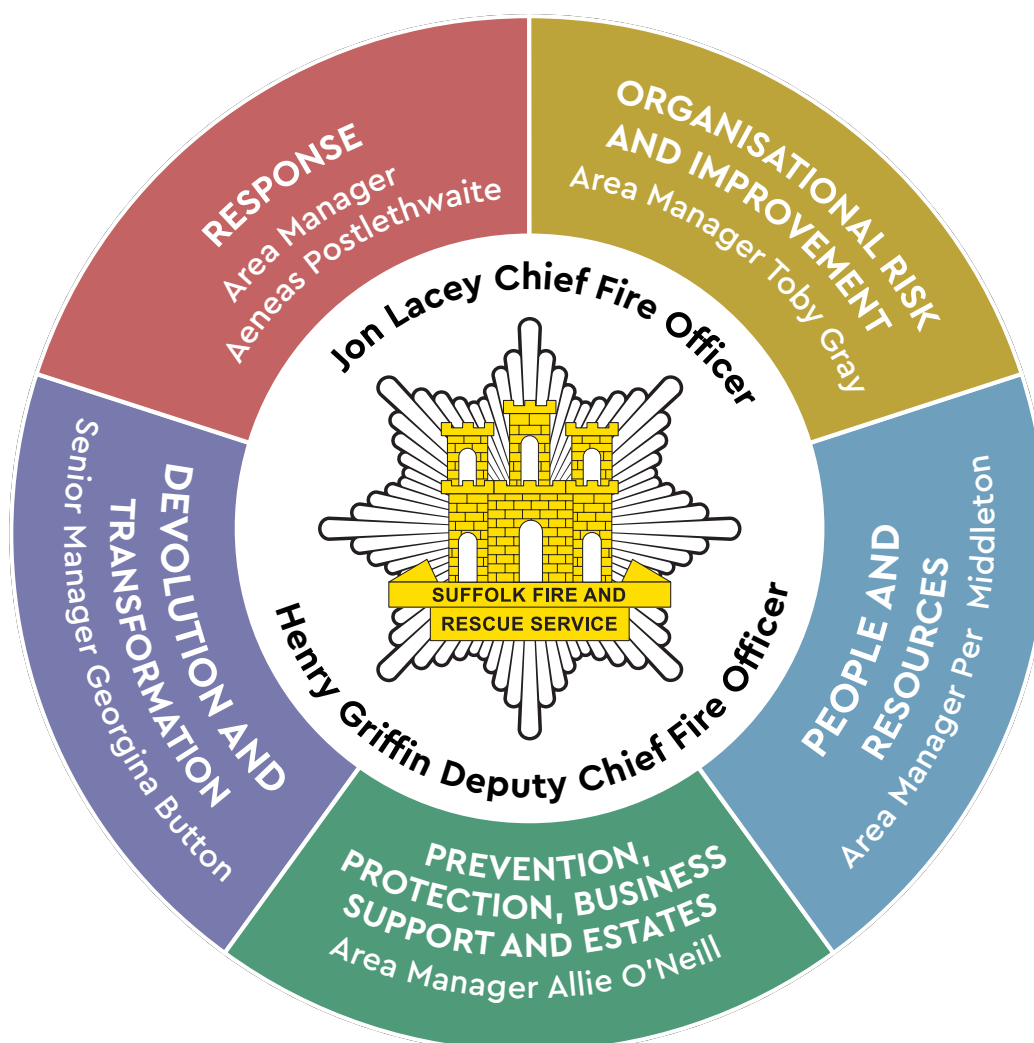 RESPONSE
Area Manager
Aeneas Postlethwaite
ORGANISATIONAL RISK
AND IMPROVEMENT
Area Manager Toby Gray
PEOPLE AND
RESOURCES
Area Manager Per Middleton
PREVENTION,
PROTECTION, BUSINESS
SUPPORT AND ESTATES
Area Manager Allie O'Neill
DEVOLUTION AND
TRANSFORMATION
Senior Manager Georgina Button
Jon Lacey Chief Fire Officer
SUFFOLK FIRE AND
RESCUE SERVICE
Henry Griffin Deputy Chief Fire Officer